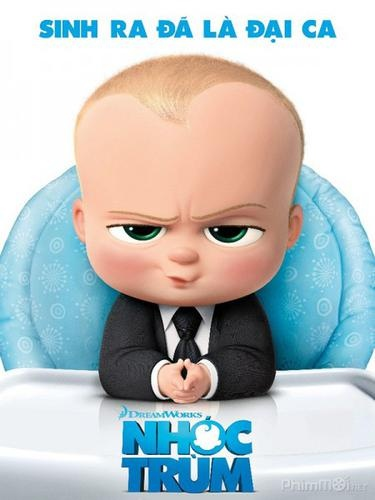 SINH RA ĐÃ LÀ ĐẠI CA
DREAMWORKS
NHÓC
TRÙM
PhimMoi.net